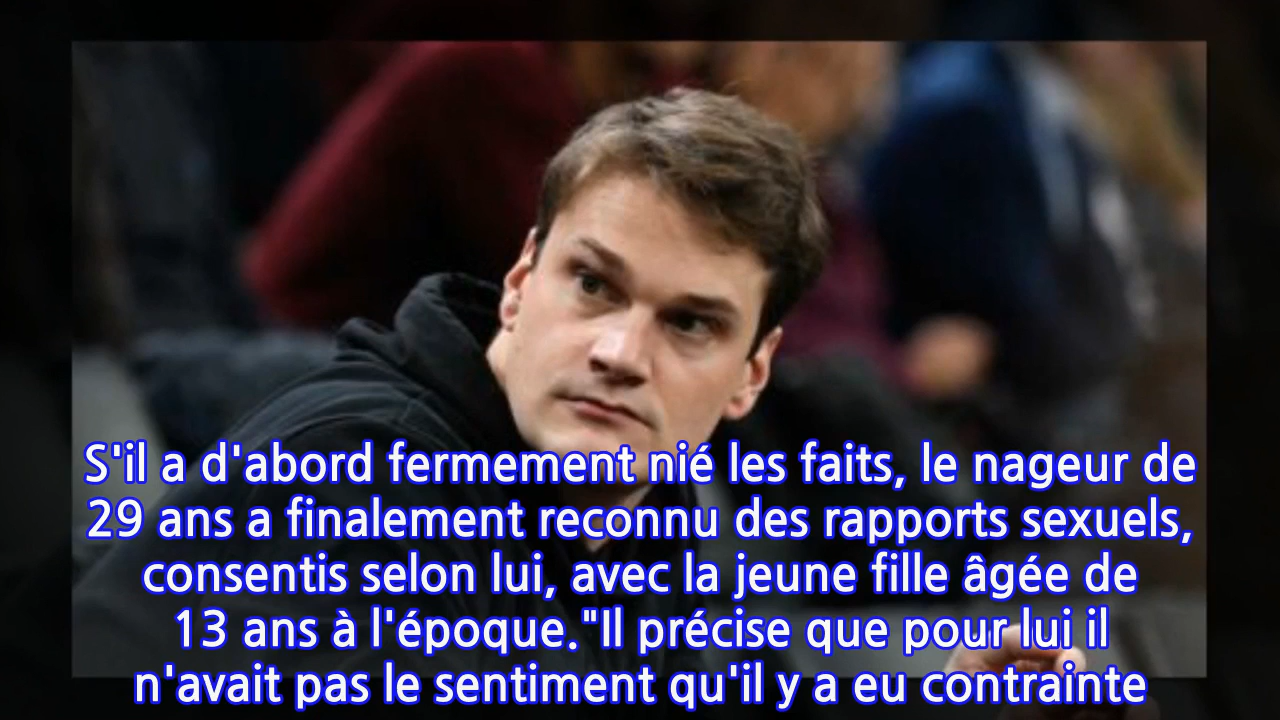 S'il a d'abord fermement nié les faits, le nageur de
29 ans a finalement reconnu des rapports sexuels,
consentis selon lui, avec la jeune fille âgée de
13 ans à l'époque."Il précise que pour lui il
n'avait pas le sentiment qu'il y a eu contrainte